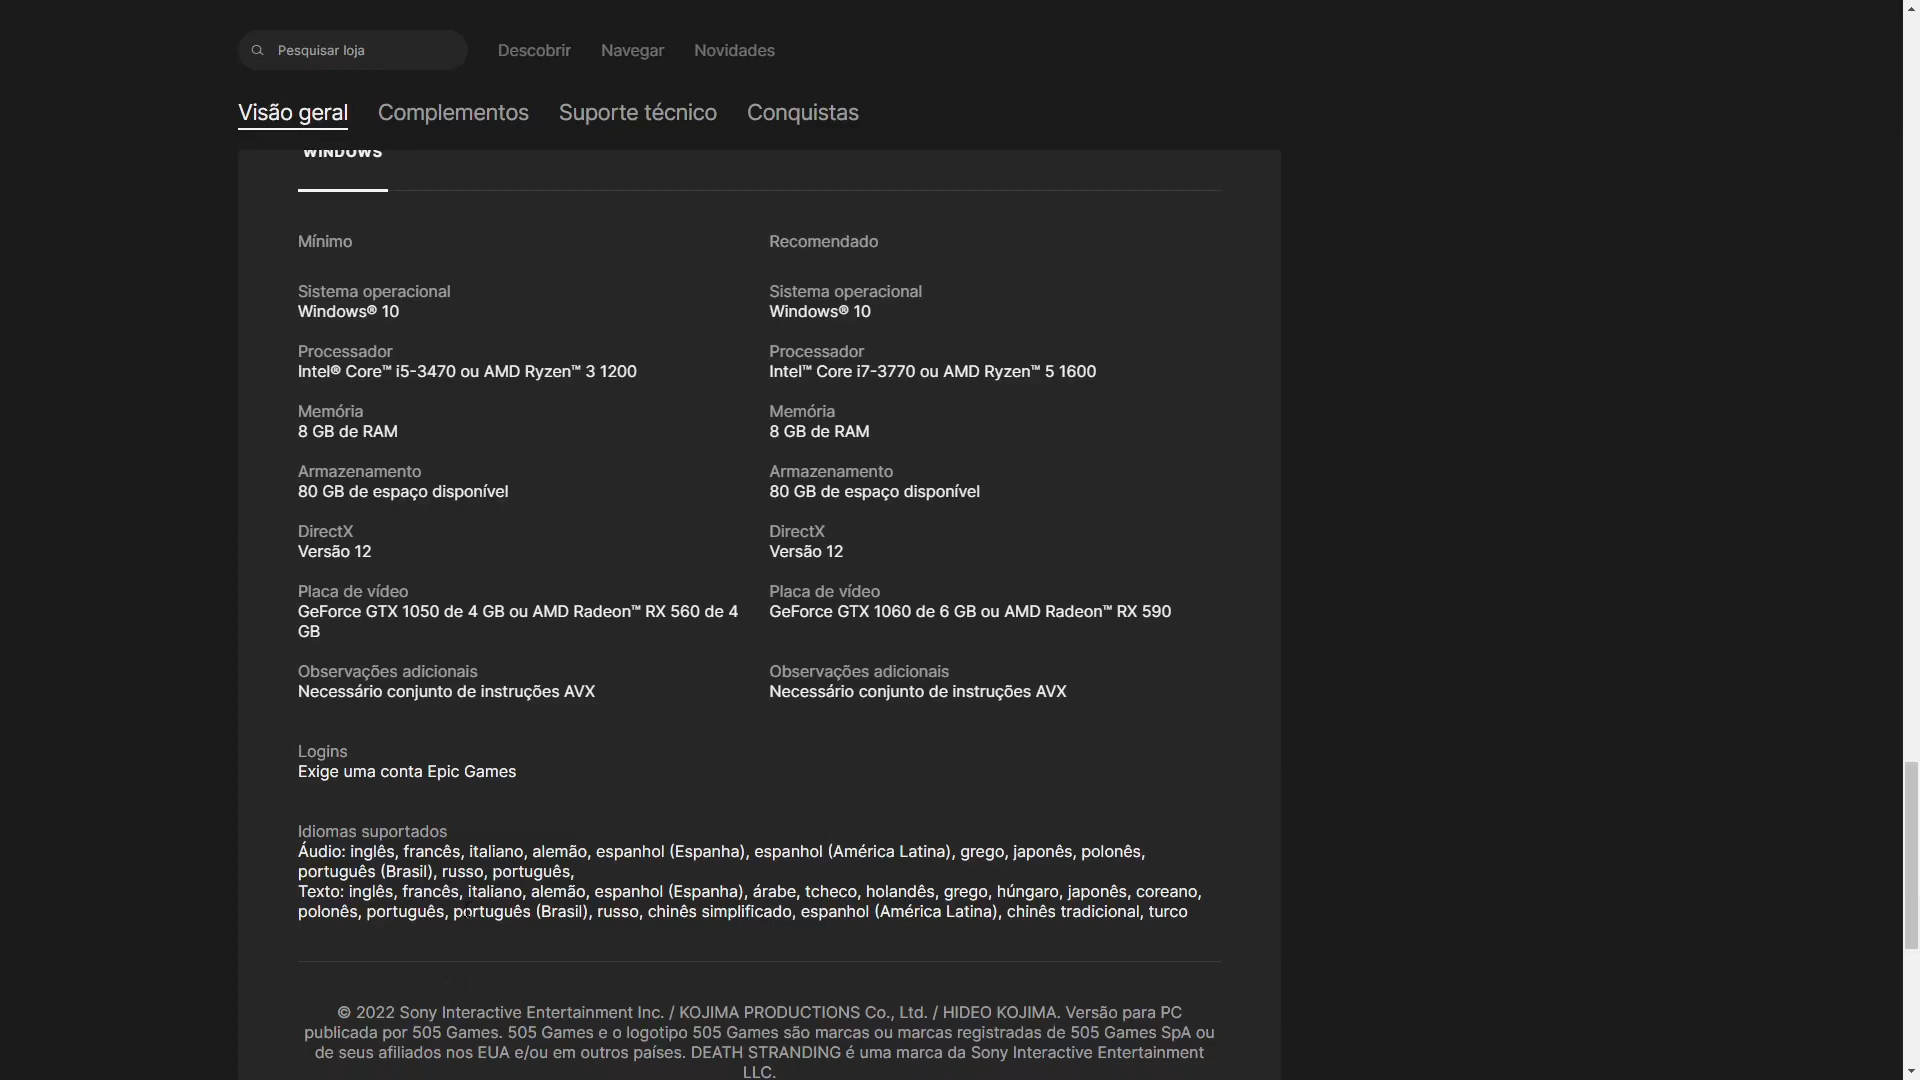 Pesquisar loja
Descobrir
Navegar
Novidades
Visão geral
Complementos
Suporte técnico
Conquistas
WINDOWS
Mínimo
Recomendado
Sistema operacional
Windows® 10
Sistema operacional
Windows® 10
Processador
Intel® Core™ i5-3470 ou AMD Ryzen™ 3 1200
Processador
Intel™ Core i7-3770 ou AMD Ryzen™ 5 1600
Memória
8 GB de RAM
Memória
8 GB de RAM
Armazenamento
80 GB de espaço disponível
Armazenamento
80 GB de espaço disponível
DirectX
Versão 12
DirectX
Versão 12
Placa de vídeo
GeForce GTX 1050 de 4 GB ou AMD Radeon™ RX 560 de 4
GB
Placa de vídeo
GeForce GTX 1060 de 6 GB ou AMD Radeon™ RX 590
Observações adicionais
Necessário conjunto de instruções AVX
Observações adicionais
Necessário conjunto de instruções AVX
Logins
Exige uma conta Epic Games
Idiomas suportados
Áudio: inglês, francês, italiano, alemão, espanhol (Espanha), espanhol (América Latina), grego, japonês, polonês,
português (Brasil), russo, português,
Texto: inglês, francês, italiano, alemão, espanhol (Espanha), árabe, tcheco, holandês, grego, húngaro, japonês, coreano,
polonês, português, português (Brasil), russo, chinês simplificado, espanhol (América Latina), chinês tradicional, turco
© 2022 Sony Interactive Entertainment Inc. / KOJIMA PRODUCTIONS Co., Ltd. / HIDEO KOJIMA. Versão para PC
publicada por 505 Games. 505 Games e o logotipo 505 Games são marcas ou marcas registradas de 505 Games SpA ou
de seus afiliados nos EUA e/ou em outros países. DEATH STRANDING é uma marca da Sony Interactive Entertainment
LLC.